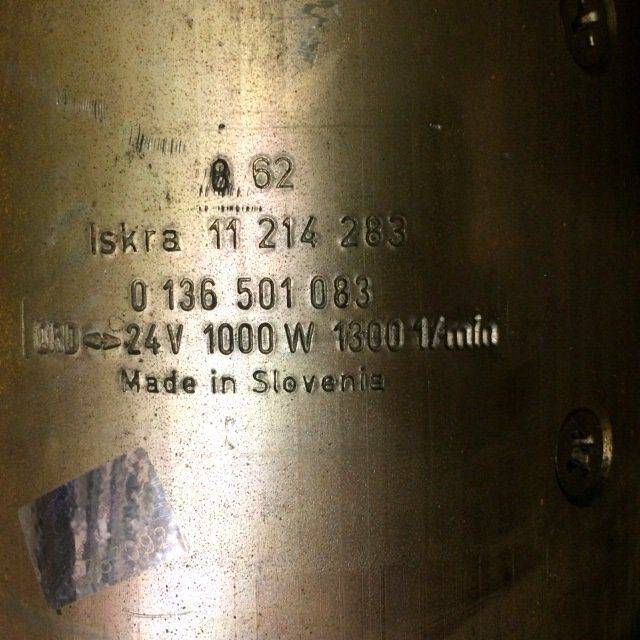 62
Iskra 11 214 283
0 136 501 083
24V 1000 W 1300 1/min
Made in Slovenia